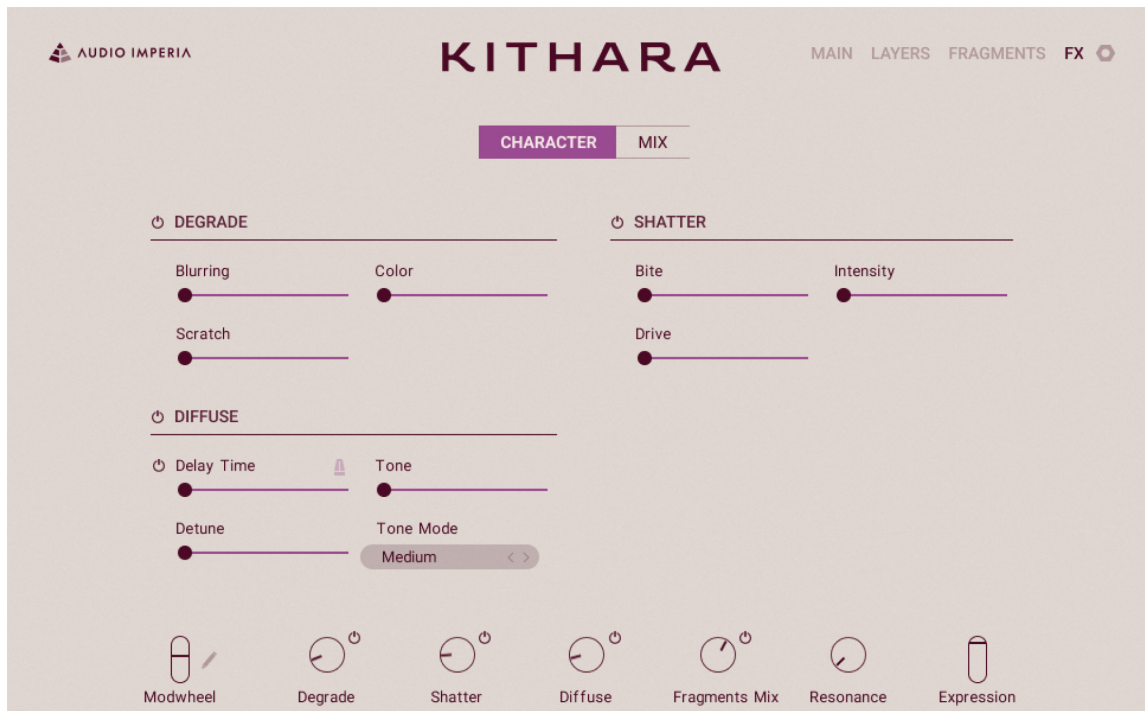 AUDIO IMPERIA
KITHARA
MAIN LAYERS FRAGMENTS FX
CHARACTER MIX
DEGRADE
Blurring Color
Scratch
SHATTER
Bite Intensity
Drive
DIFFUSE
Delay Time Tone
Detune Tone Mode
Medium
Modwheel Degrade Shatter Diffuse Fragments Mix Resonance Expression